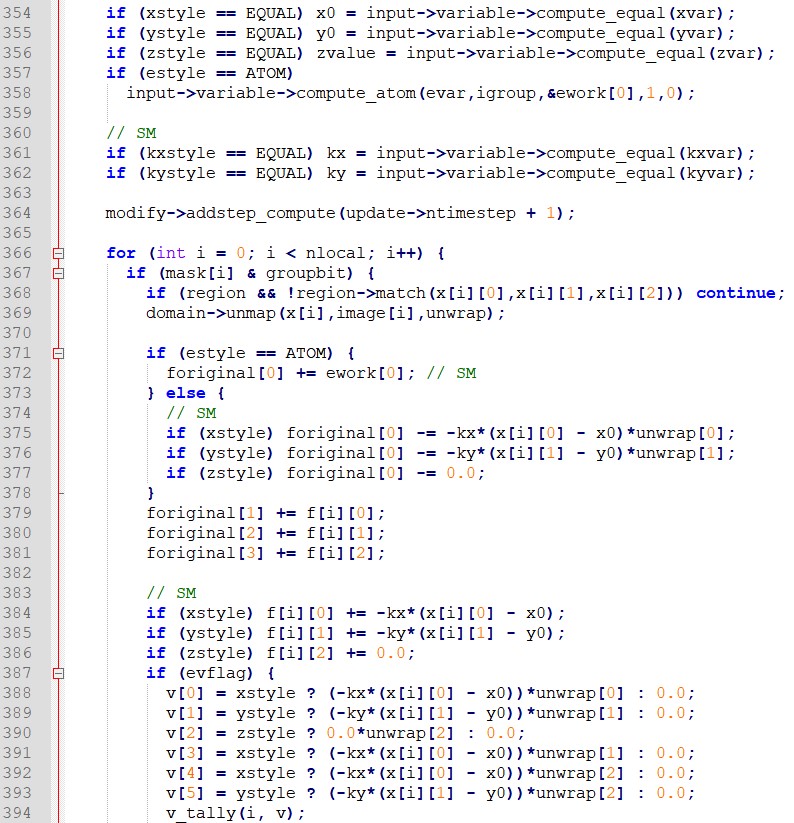 354 if (xstyle == EQUAL) x0 = input->variable->compute_equal(xvar);
355 if (ystyle == EQUAL) y0 = input->variable->compute_equal(yvar);
356 if (zstyle == EQUAL) zvalue = input->variable->compute_equal(zvar);
357 if (estyle == ATOM)
358 input->variable->compute_atom(evar,igroup,&ework[0],1,0);
359
360 // SM
361 if (kxstyle == EQUAL) kx = input->variable->compute_equal(kxvar);
362 if (kystyle == EQUAL) ky = input->variable->compute_equal(kyvar);
363
364 modify->addstep_compute(update->ntimestep + 1);
365
366 for (int i = 0; i < nlocal; i++) {
367 if (mask[i] & groupbit) {
368 if (region && !region->match(x[i][0],x[i][1],x[i][2])) continue;
369 domain->unmap(x[i],image[i],unwrap);
370
371 if (estyle == ATOM) {
372 foriginal[0] += ework[0]; // SM
373 } else {
374 // SM
375 if (xstyle) foriginal[0] -= -kx*(x[i][0] - x0)*unwrap[0];
376 if (ystyle) foriginal[0] -= -ky*(x[i][1] - y0)*unwrap[1];
377 if (zstyle) foriginal[0] -= 0.0;
378 }
379 foriginal[1] += f[i][0];
380 foriginal[2] += f[i][1];
381 foriginal[3] += f[i][2];
382
383 // SM
384 if (xstyle) f[i][0] += -kx*(x[i][0] - x0);
385 if (ystyle) f[i][1] += -ky*(x[i][1] - y0);
386 if (zstyle) f[i][2] += 0.0;
387 if (evflag) {
388 v[0] = xstyle ? (-kx*(x[i][0] - x0))*unwrap[0] : 0.0;
389 v[1] = ystyle ? (-ky*(x[i][1] - y0))*unwrap[1] : 0.0;
390 v[2] = zstyle ? 0.0*unwrap[2] : 0.0;
391 v[3] = xstyle ? (-kx*(x[i][0] - x0))*unwrap[1] : 0.0;
392 v[4] = xstyle ? (-kx*(x[i][0] - x0))*unwrap[2] : 0.0;
393 v[5] = ystyle ? (-ky*(x[i][1] - y0))*unwrap[2] : 0.0;
394 v_tally(i, v);